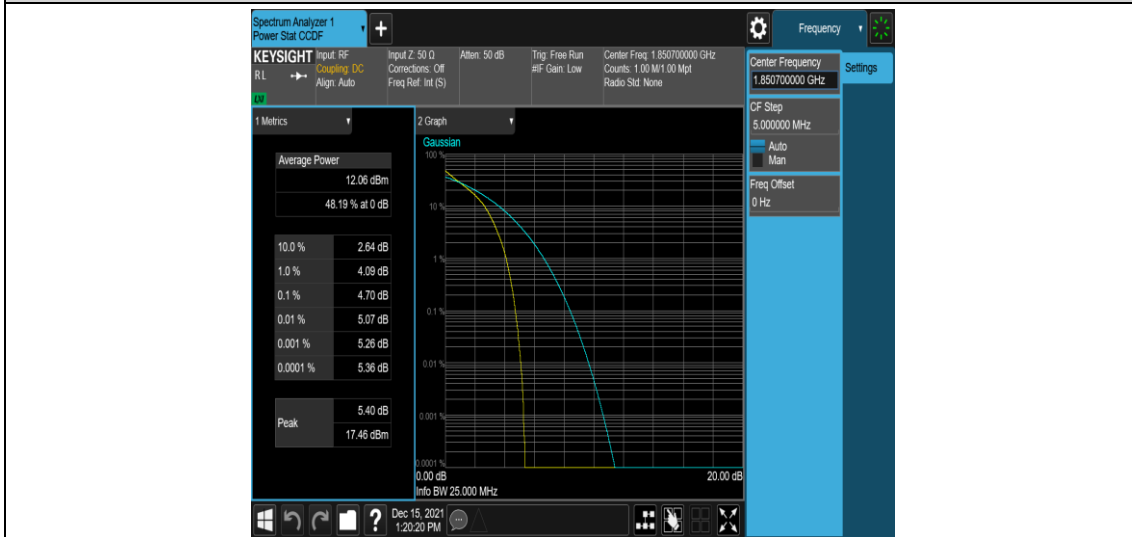 Spectrum Analyzer 1
Power Stat CCDF
+
Frequency
KEYSIGHT
RL
LXI
Input: RF
Coupling: DC
Align: Auto
Input Z: 50 Ω
Corrections: Off
Freq Ref: Int (S)
Atten: 50 dB
Trig: Free Run
#IF Gain: Low
Center Freq: 1.850700000 GHz
Counts: 1.00 M/1.00 Mpt
Radio Std: None
Center Frequency
1.850700000 GHz
Settings
CF Step
5.000000 MHz
Auto
Man
Freq Offset
0 Hz
1 Metrics
Average Power
12.06 dBm
48.19 % at 0 dB
10.0 % 2.64 dB
1.0 % 4.09 dB
0.1 % 4.70 dB
0.01 % 5.07 dB
0.001 % 5.26 dB
0.0001 % 5.36 dB
Peak 5.40 dB
17.46 dBm
2 Graph
Gaussian
100 %
10 %
1 %
0.1 %
0.01 %
0.001 %
0.0001 %
0.00 dB 20.00 dB
Info BW 25.000 MHz
?
Dec 15, 2021
1:20:20 PM